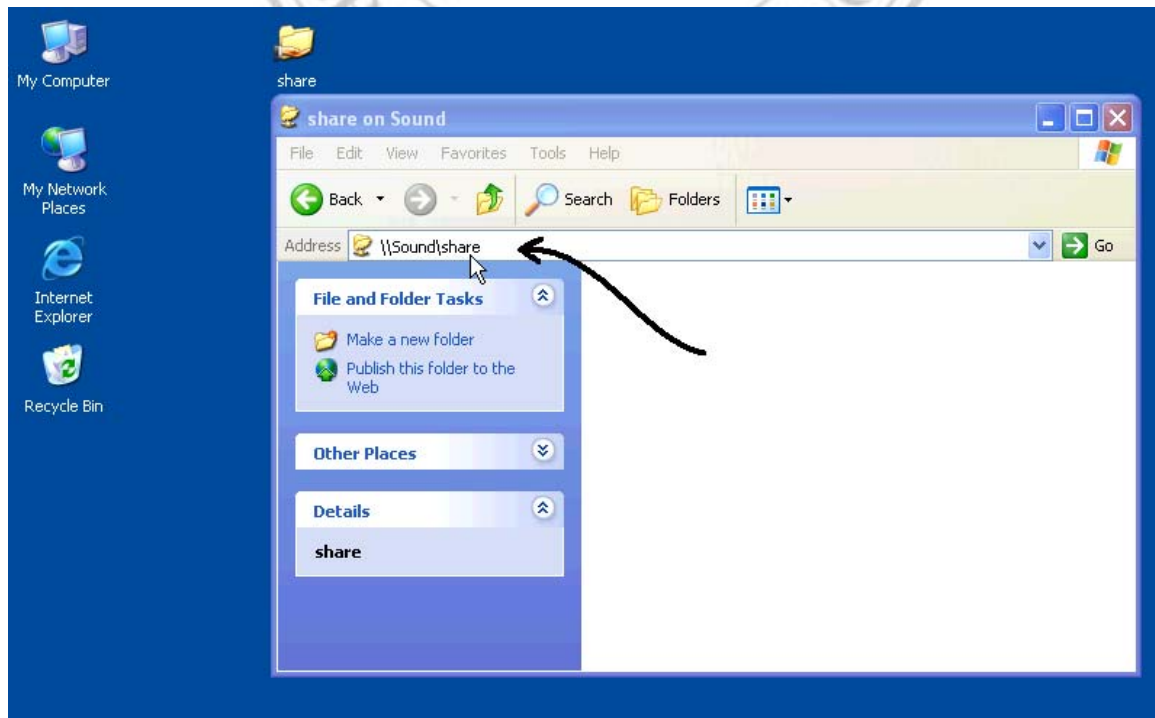 My Computer
share
My Network
Places
Internet
Explorer
Recycle Bin
share on Sound
File Edit View Favorites Tools Help
Back Search Folders
Address \\Sound\share Go
File and Folder Tasks
Make a new folder
Publish this folder to the
Web
Other Places
Details
share